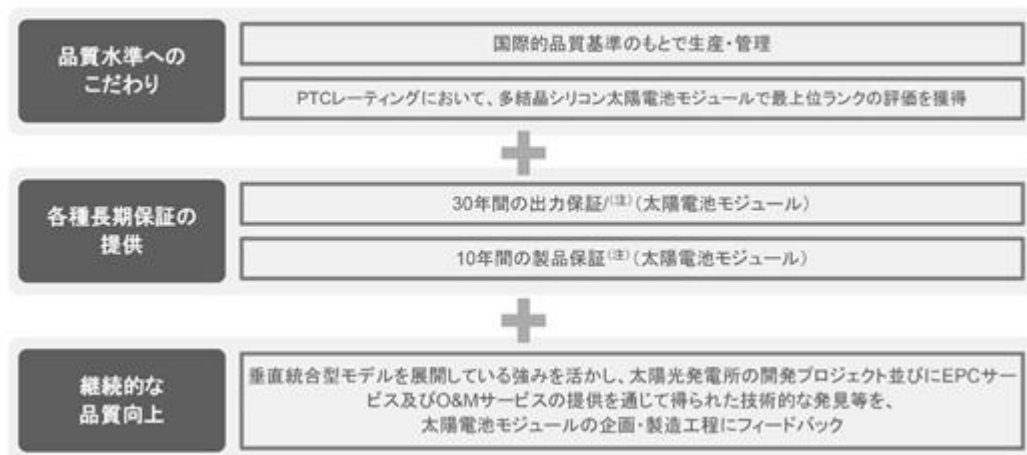 品質水準への
こだわり
国際的品質基準のもとで生産・管理
PTCレーティングにおいて、多結晶シリコン太陽電池モジュールで最上位ランクの評価を獲得
各種長期保証の
提供
30年間の出力保証/(注)(太陽電池モジュール)
10年間の製品保証(注)(太陽電池モジュール)
継続的な
品質向上
垂直統合型モデルを展開している強みを活かし、太陽光発電所の開発プロジェクト並びにEPCサー
ビス及びO&Mサービスの提供を通じて得られた技術的な発見等を、
太陽電池モジュールの企画・製造工程にフィードバック